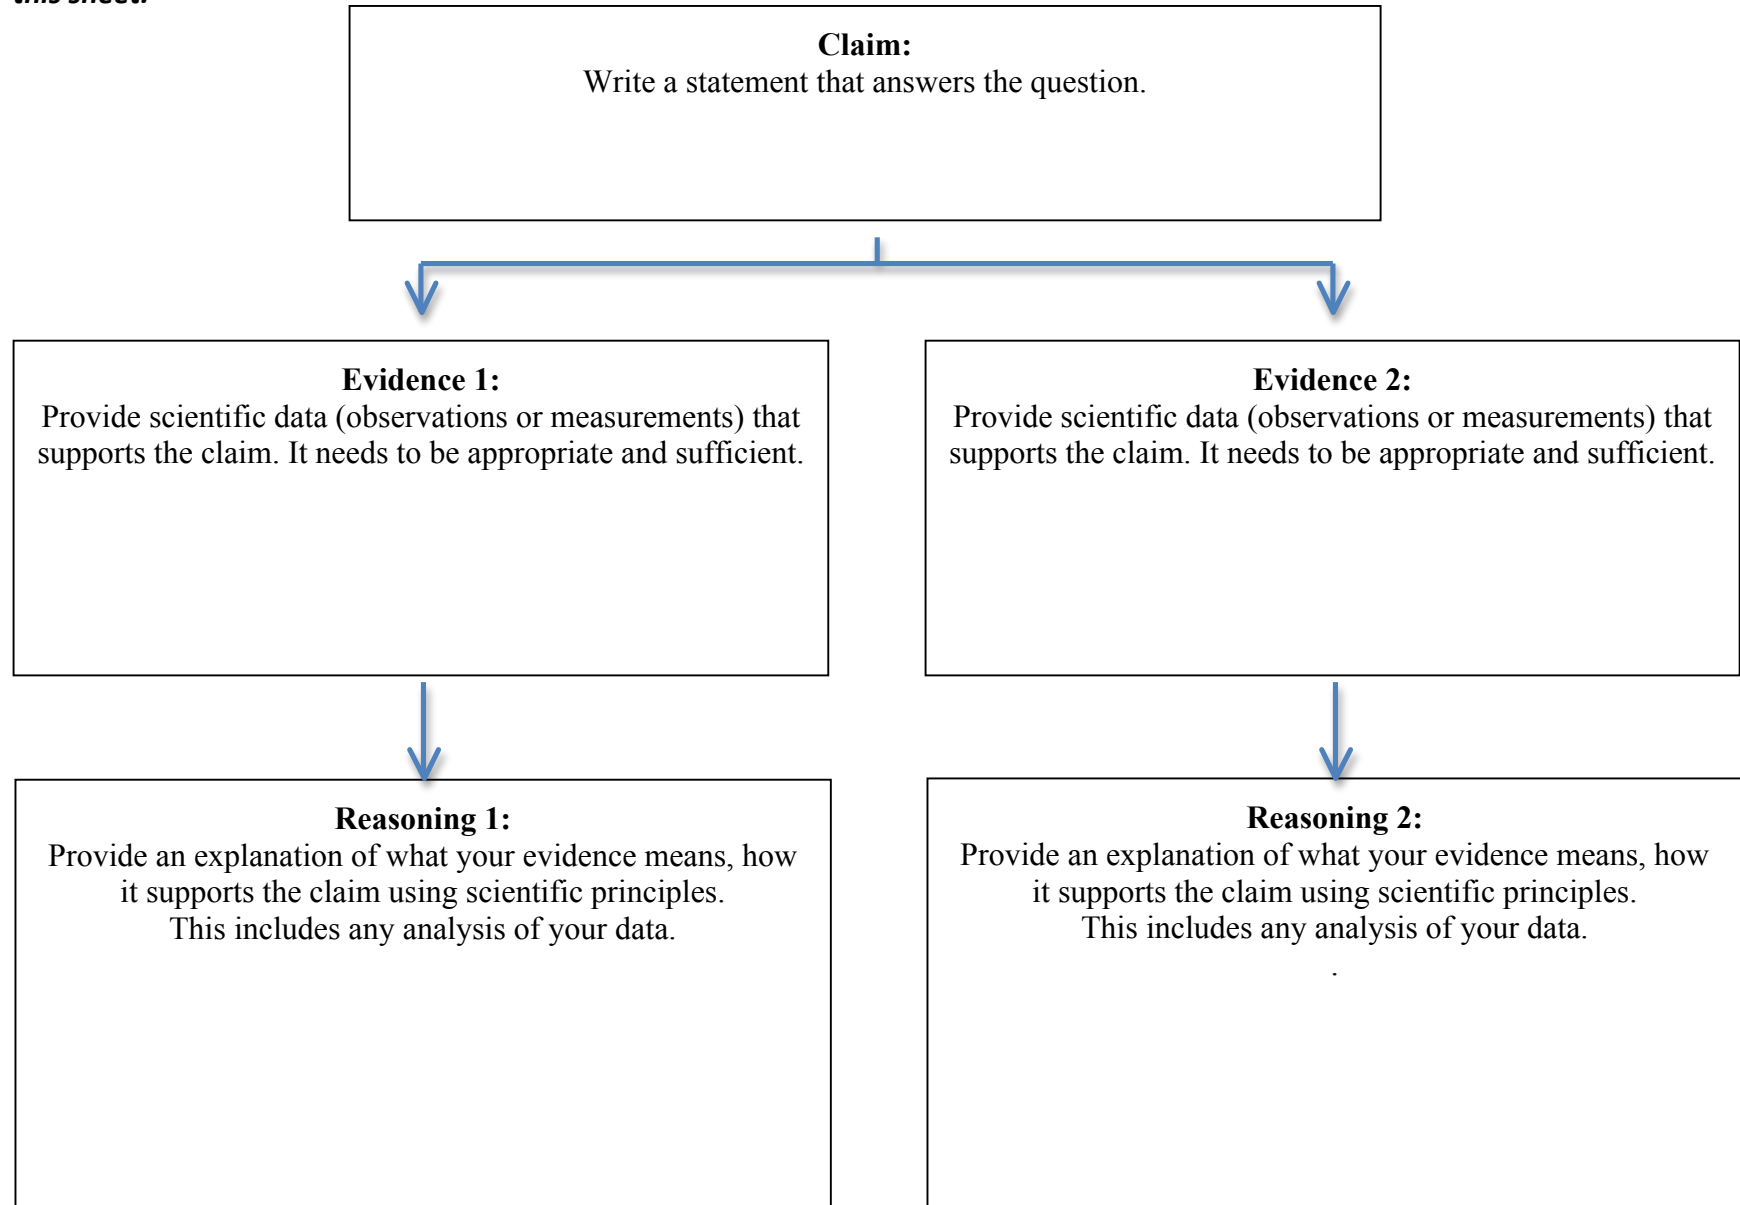 this sheet.
Claim:
Write a statement that answers the question.
Evidence 1:
Provide scientific data (observations or measurements) that
supports the claim. It needs to be appropriate and sufficient.
Evidence 2:
Provide scientific data (observations or measurements) that
supports the claim. It needs to be appropriate and sufficient.
Reasoning 1:
Provide an explanation of what your evidence means, how
it supports the claim using scientific principles.
This includes any analysis of your data.
Reasoning 2:
Provide an explanation of what your evidence means, how
it supports the claim using scientific principles.
This includes any analysis of your data.
.